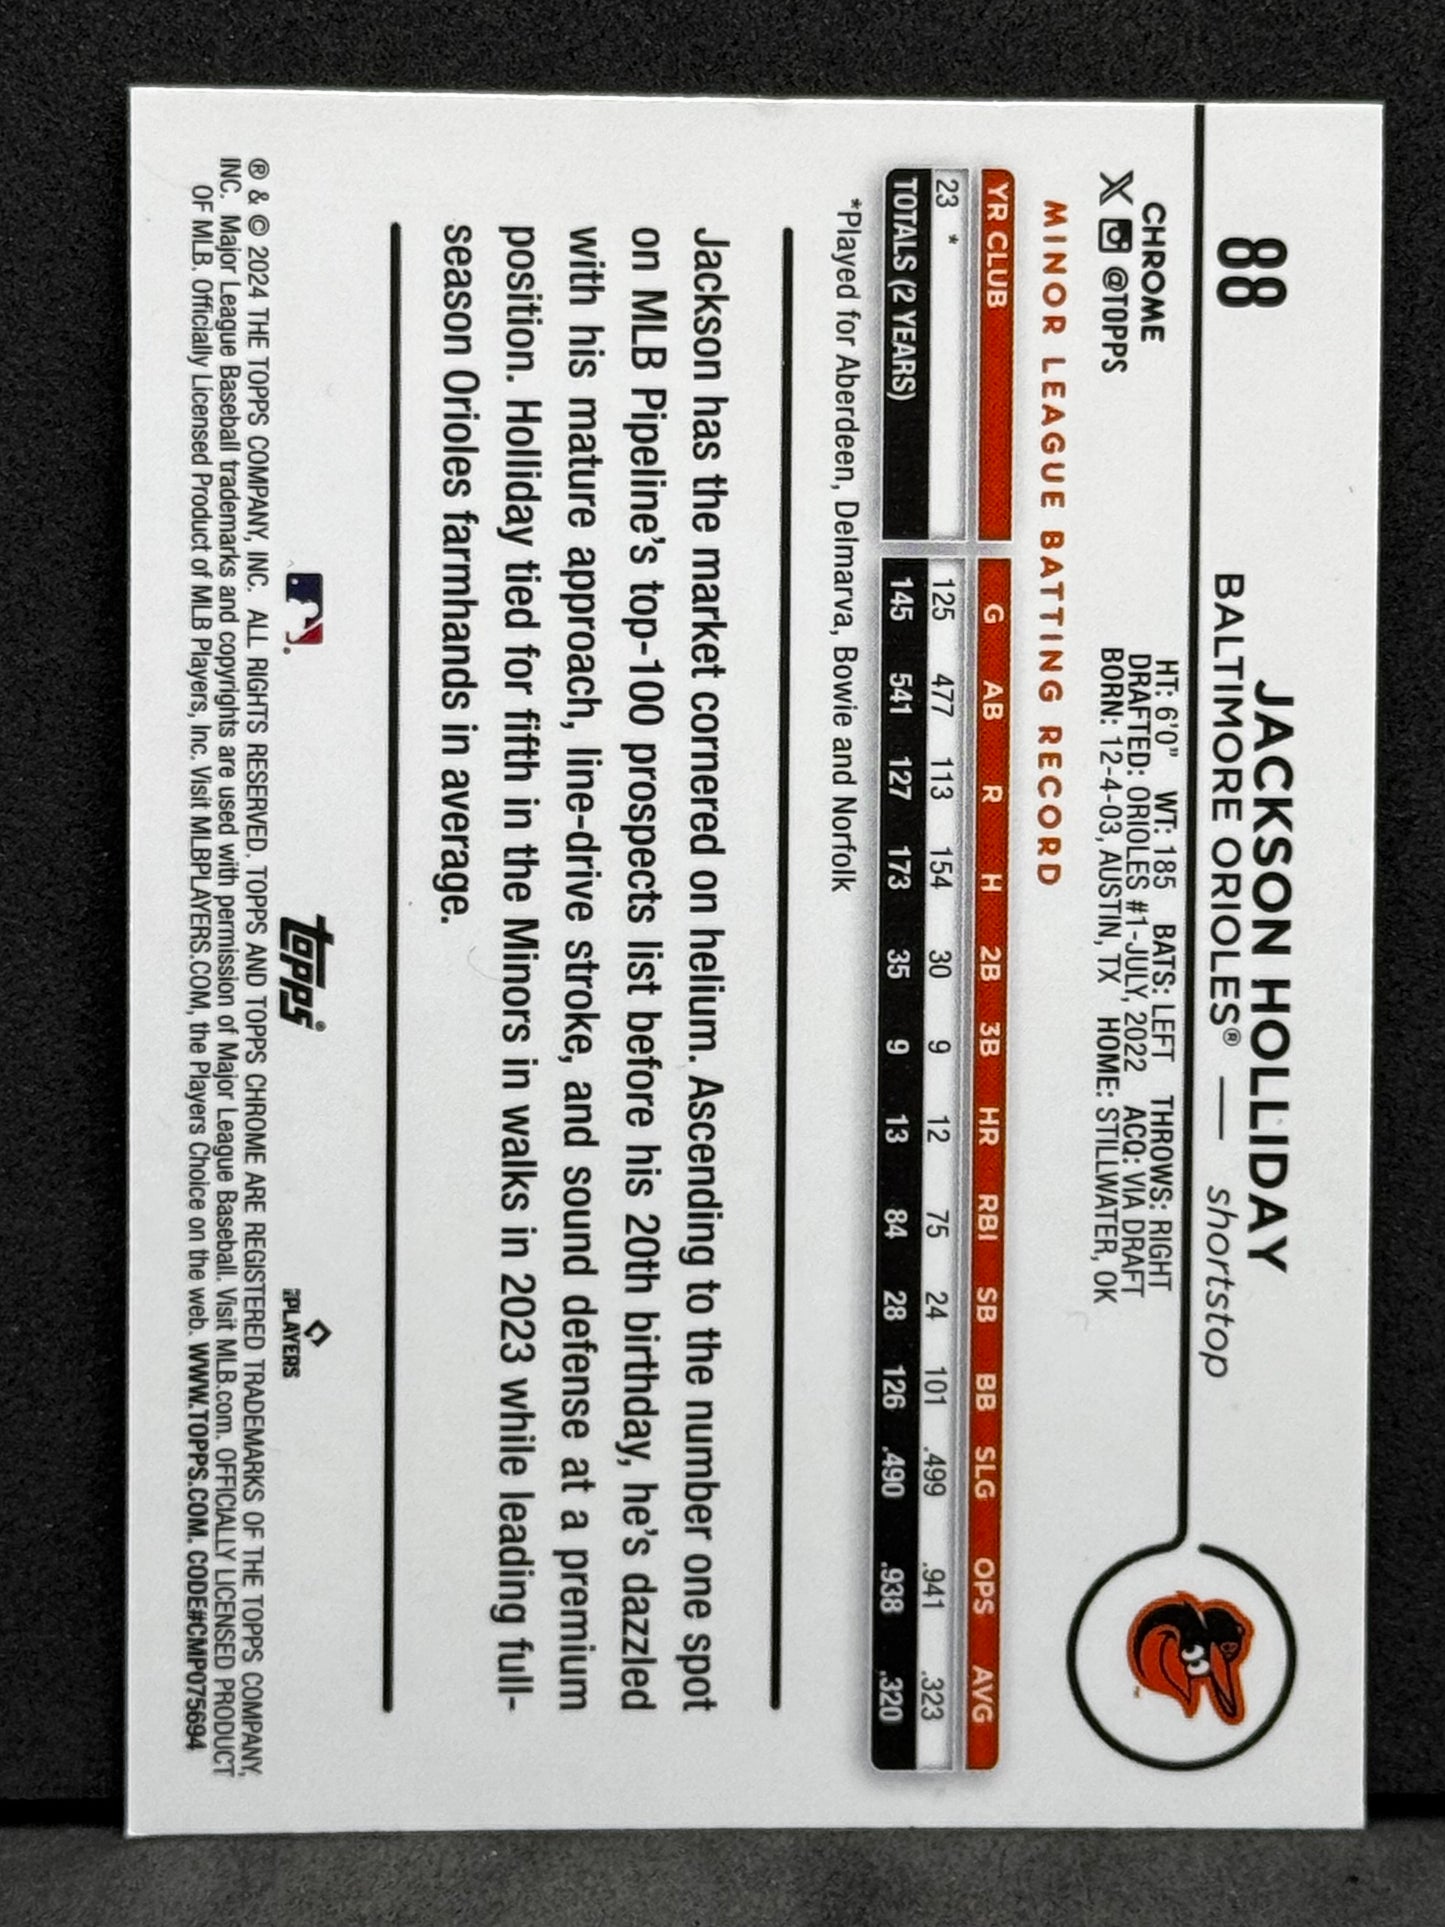 88
JACKSON HOLLIDAY
BALTIMORE ORIOLES® — shortstop
CHROME
@TOPPS
HT: 6'0" WT: 185 BATS: LEFT THROWS: RIGHT
DRAFTED: ORIOLES #1-JULY, 2022 ACQ: VIA DRAFT
BORN: 12-4-03, AUSTIN, TX HOME: STILLWATER, OK
MINOR LEAGUE BATTING RECORD
YR CLUB G AB R H 2B 3B HR RBI SB BB SLG OPS AVG
23 * 125 477 113 154 30 9 12 75 24 101 .499 .941 .323
TOTALS (2 YEARS) 145 541 127 173 35 9 13 84 28 126 .490 .938 .320
*Played for Aberdeen, Delmarva, Bowie and Norfolk
Jackson has the market cornered on helium. Ascending to the number one spot
on MLB Pipeline's top-100 prospects list before his 20th birthday, he's dazzled
with his mature approach, line-drive stroke, and sound defense at a premium
position. Holliday tied for fifth in the Minors in walks in 2023 while leading full-
season Orioles farmhands in average.
topps®
PLAYERS
® & © 2024 THE TOPPS COMPANY, INC. ALL RIGHTS RESERVED. TOPPS AND TOPPS CHROME ARE REGISTERED TRADEMARKS OF THE TOPPS COMPANY,
INC. Major League Baseball trademarks and copyrights are used with permission of Major League Baseball. Visit MLB.com. OFFICIALLY LICENSED PRODUCT
OF MLB. Officially Licensed Product of MLB Players, Inc. Visit MLBPLAYERS.COM, the Players Choice on the web. WWW.TOPPS.COM. CODE#CMP075694